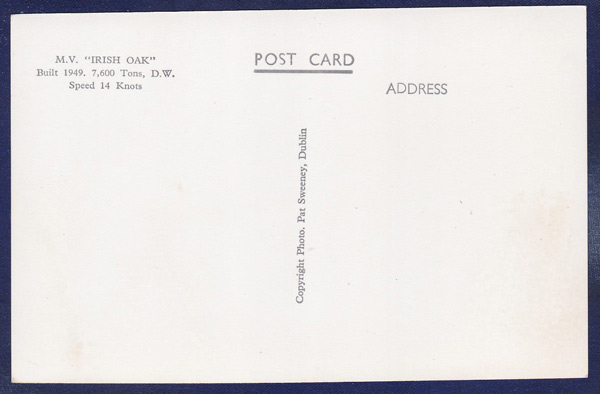 M.V. "IRISH OAK"
Built 1949. 7,600 Tons, D.W.
Speed 14 Knots
POST CARD
ADDRESS
Copyright Photo. Pat Sweeney, Dublin